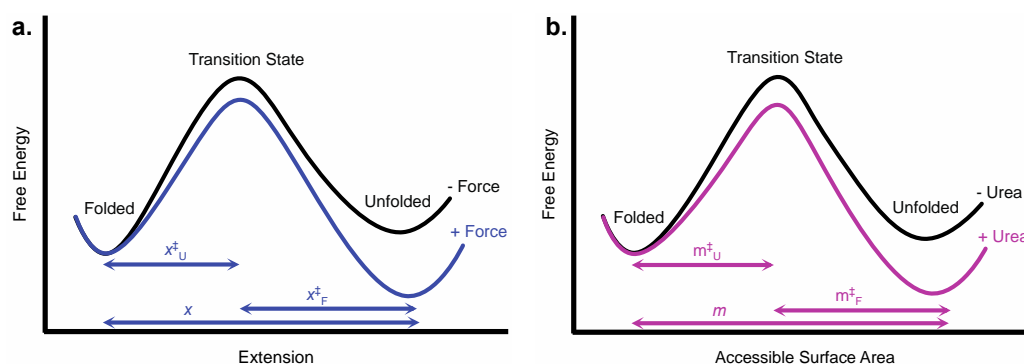 a.
Transition State
Free Energy
Folded
Unfolded
- Force
+ Force
x‡U
x‡F
x
Extension
b.
Transition State
Free Energy
Folded
Unfolded
- Urea
+ Urea
m‡U
m‡F
m
Accessible Surface Area